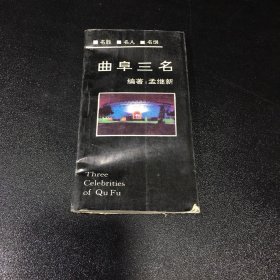 ■名胜 ■名人 ■名馔
曲阜三名
编著：孟继新
Three
Celebrities
of Qu Fu